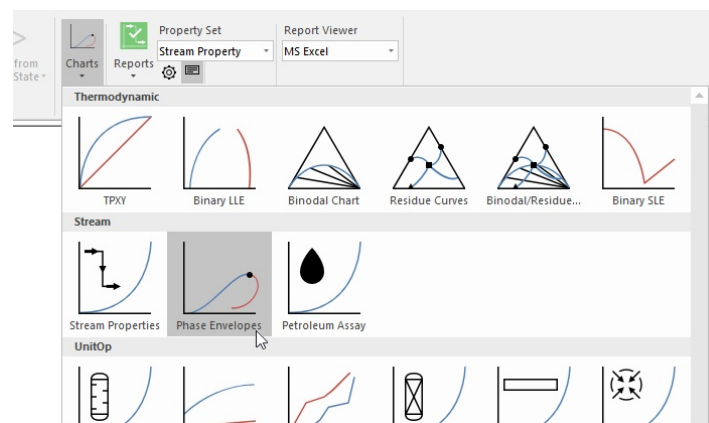 from
State
Charts
Reports
Property Set
Stream Property
Report Viewer
MS Excel
Thermodynamic
TPXY
Binary LLE
Binodal Chart
Residue Curves
Binodal/Residue...
Binary SLE
Stream
Stream Properties
Phase Envelopes
Petroleum Assay
UnitOp